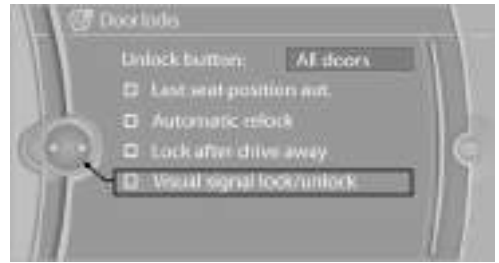 Door locks
Unlock button: All doors
Last seat position aut.
Automatic relock
Lock after drive away
Visual signal lock/unlock